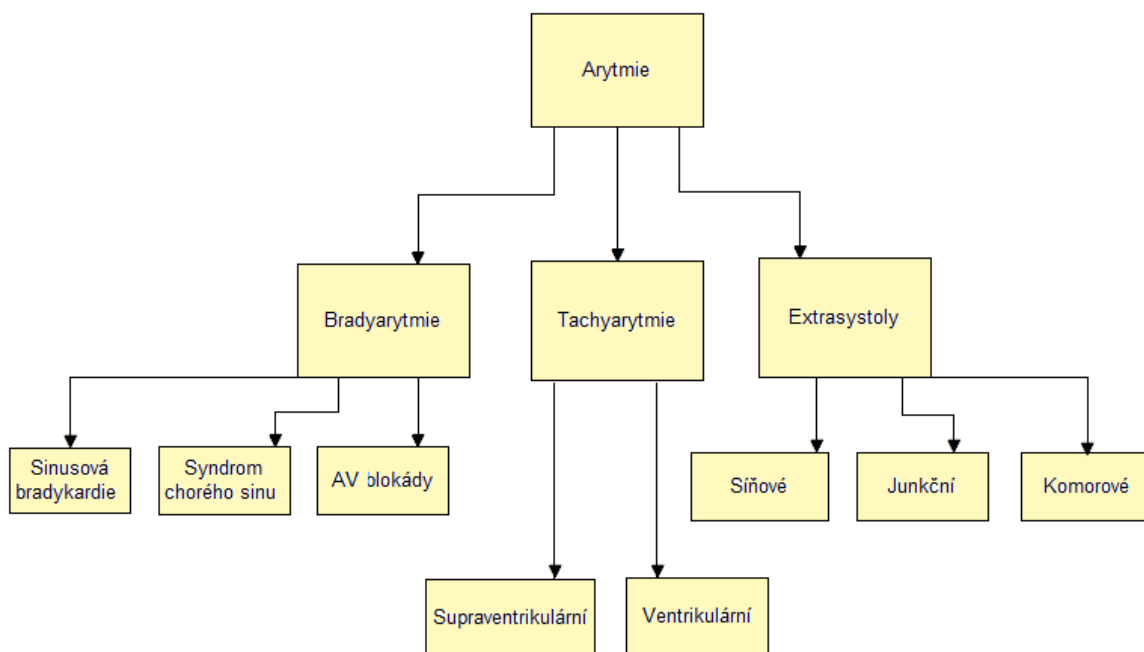 Arytmie
Bradyarytmie
Tachyarytmie
Extrasystoly
Sinusová
bradykardie
Syndrom
chorého sinu
AV blokády
Síňové
Junkční
Komorové
Supraventrikulární
Ventrikulární